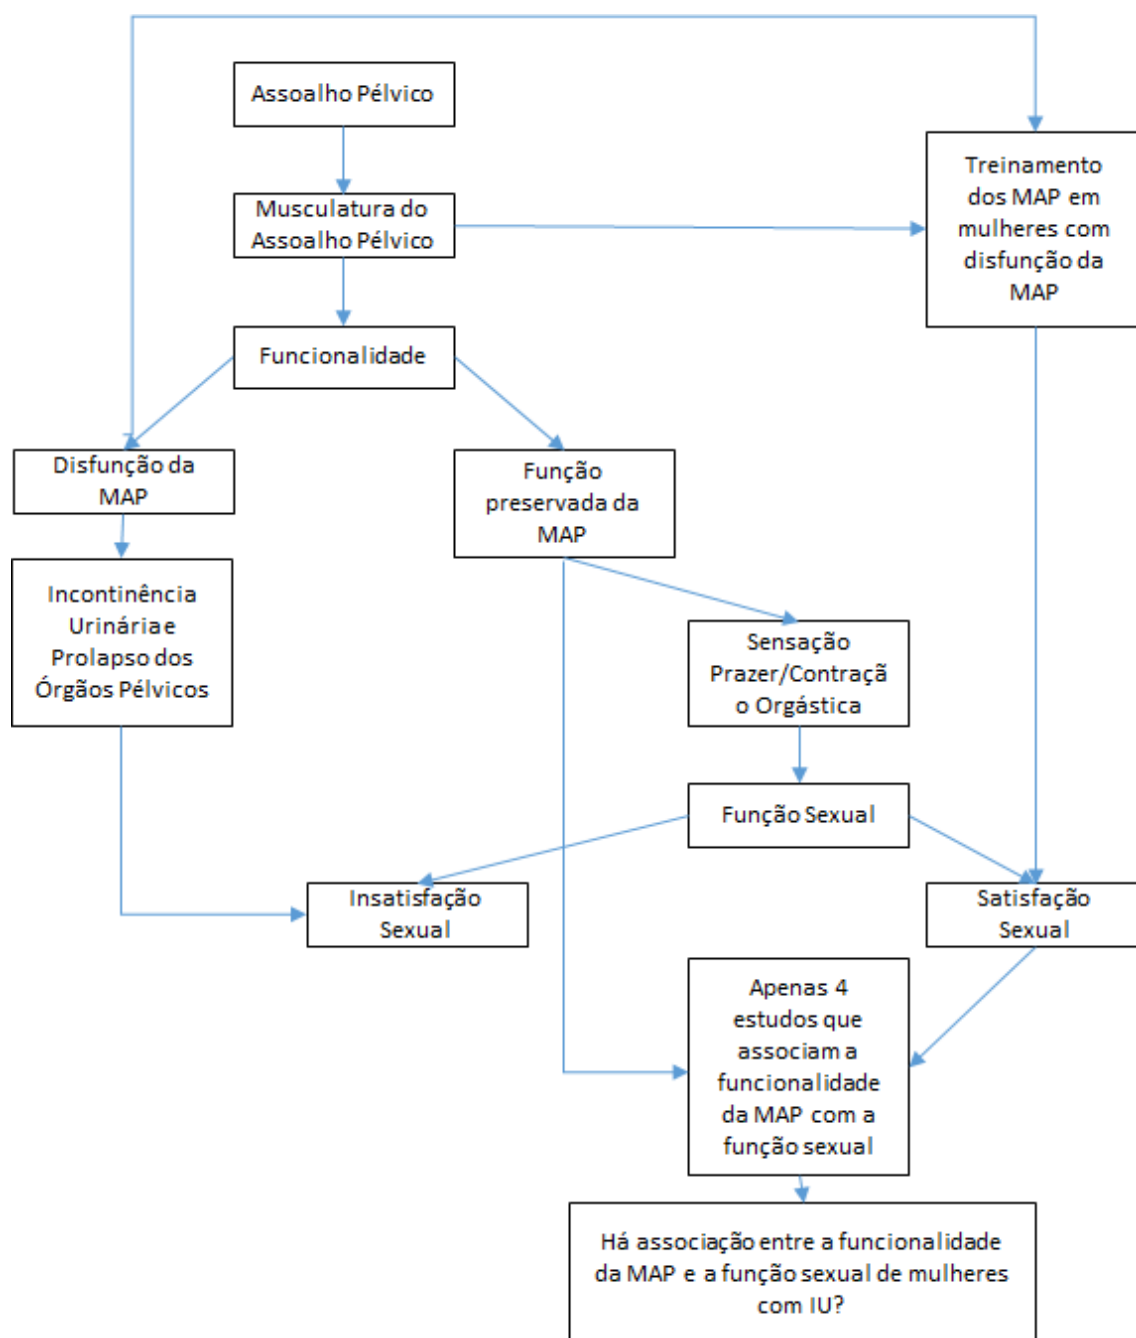 Assoalho Pélvico
Musculatura do
Assoalho Pélvico
Treinamento
dos MAP em
mulheres com
disfunção da
MAP
Funcionalidade
Disfunção da
MAP
Função
preservada da
MAP
Incontinência
Urinária e
Prolapso dos
Órgãos Pélvicos
Sensação
Prazer/Contraçã
o Orgástica
Função Sexual
Insatisfação
Sexual
Satisfação
Sexual
Apenas 4
estudos que
associam a
funcionalidade
da MAP com a
função sexual
Há associação entre a funcionalidade
da MAP e a função sexual de mulheres
com IU?